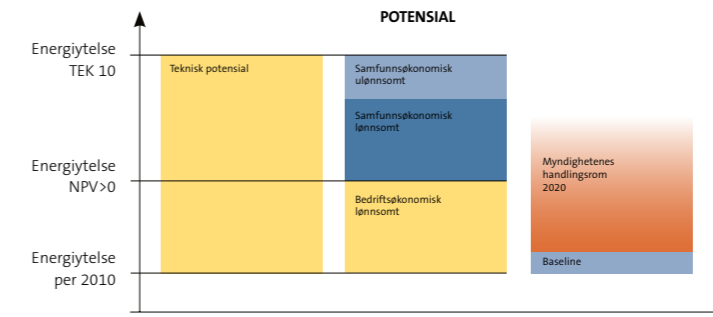 POTENSIAL
Energiytelse
TEK 10
Teknisk potensial
Samfunnsøkonomisk
ulønnsomt
Samfunnsøkonomisk
lønnsomt
Myndighetenes
handlingsrom
2020
Energiytelse
NPV>0
Bedriftsøkonomisk
lønnsomt
Energiytelse
per 2010
Baseline